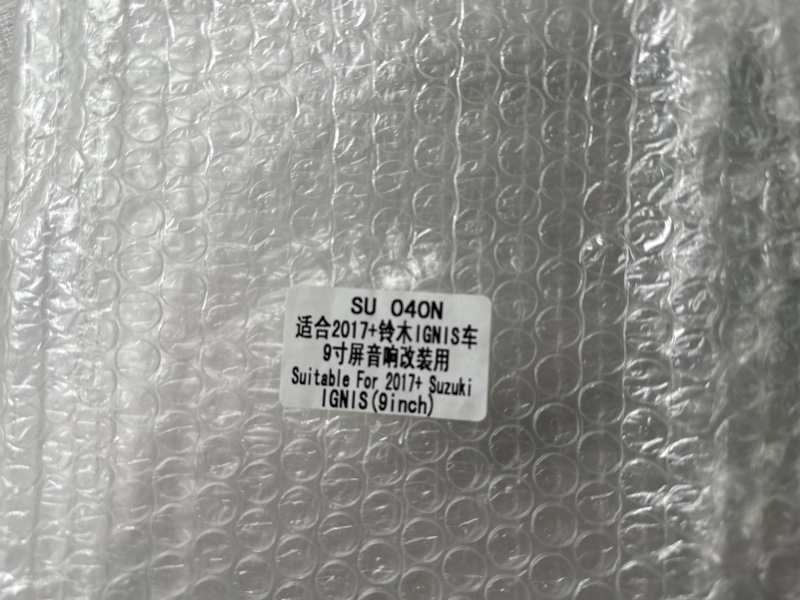 SU 040N
适合2017+铃木IGNIS车
9寸屏音响改装用
Suitable For 2017+ Suzuki
IGNIS(9inch)